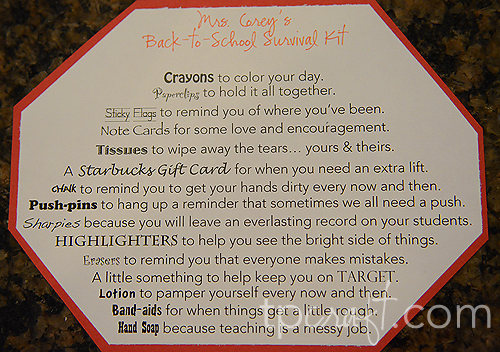 Mrs. Corey's
Back-to-School Survival Kit
Crayons to color your day.
Paperclips to hold it all together.
Sticky Flags to remind you of where you've been.
Note Cards for some love and encouragement.
Tissues to wipe away the tears... yours & theirs.
A Starbucks Gift Card for when you need an extra lift.
CHNK to remind you to get your hands dirty every now and then.
Push-pins to hang up a reminder that sometimes we all need a push.
Sharpies because you will leave an everlasting record on your students.
HIGHLIGHTERS to help you see the bright side of things.
Erasers to remind you that everyone makes mistakes.
A little something to help keep you on TARGET.
Lotion to pamper yourself every now and then.
Band-aids for when things get a little rough.
Hand Soap because teaching is a messy job.